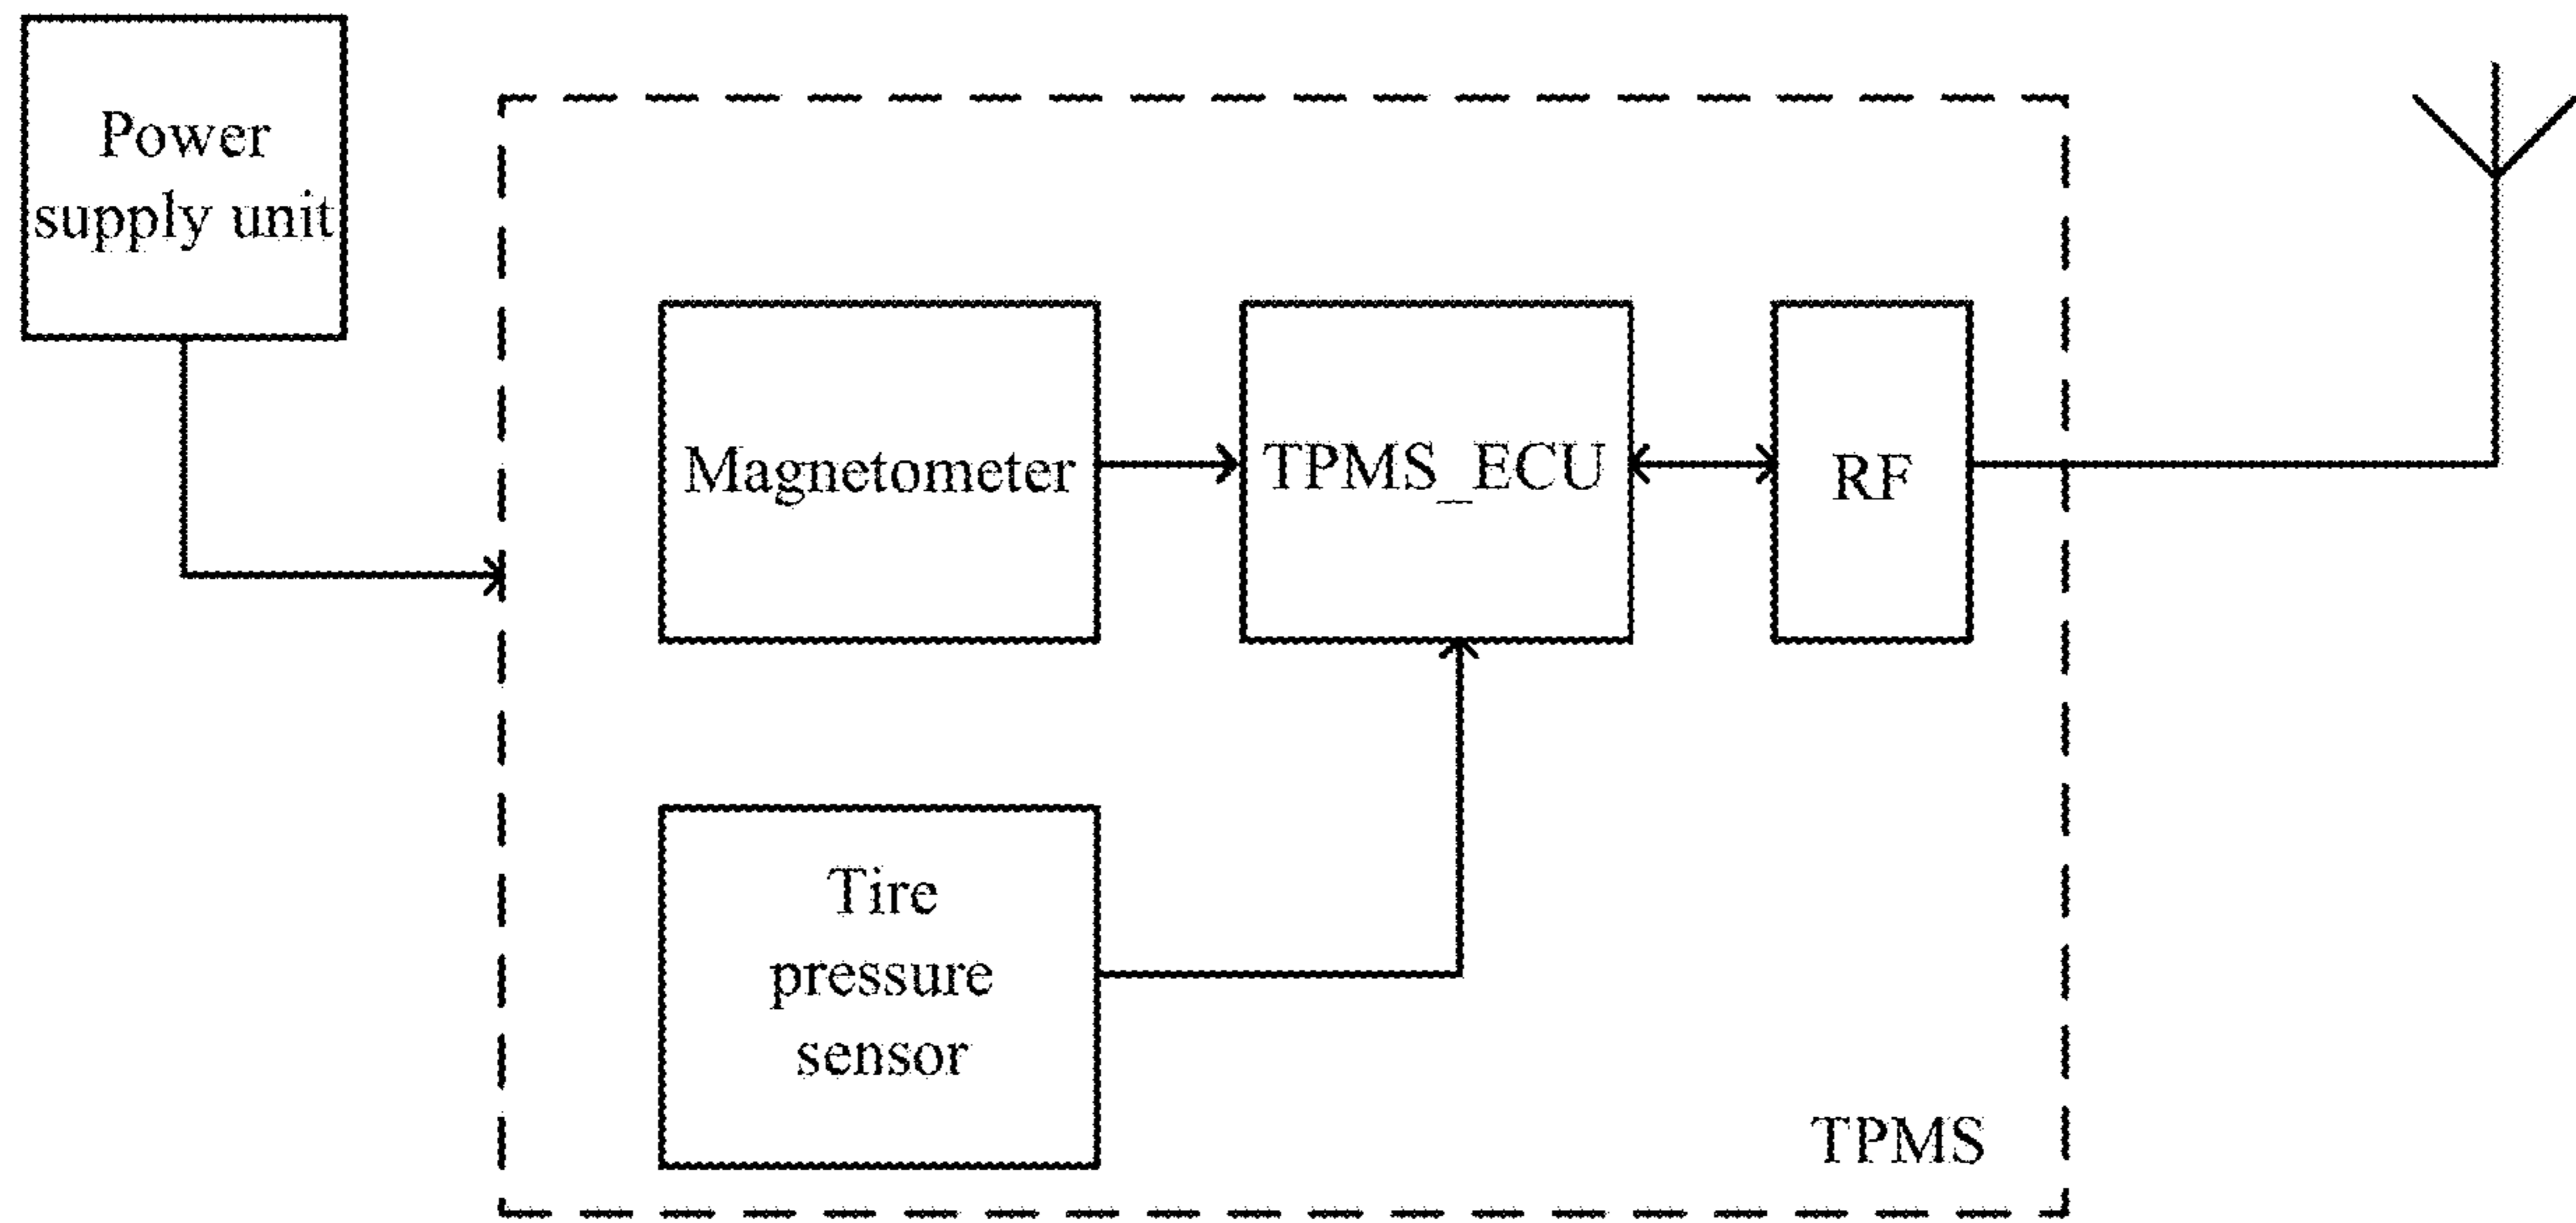 Power
supply unit
Magnetometer
TPMS_ECU
RF
Tire
pressure
sensor
TPMS